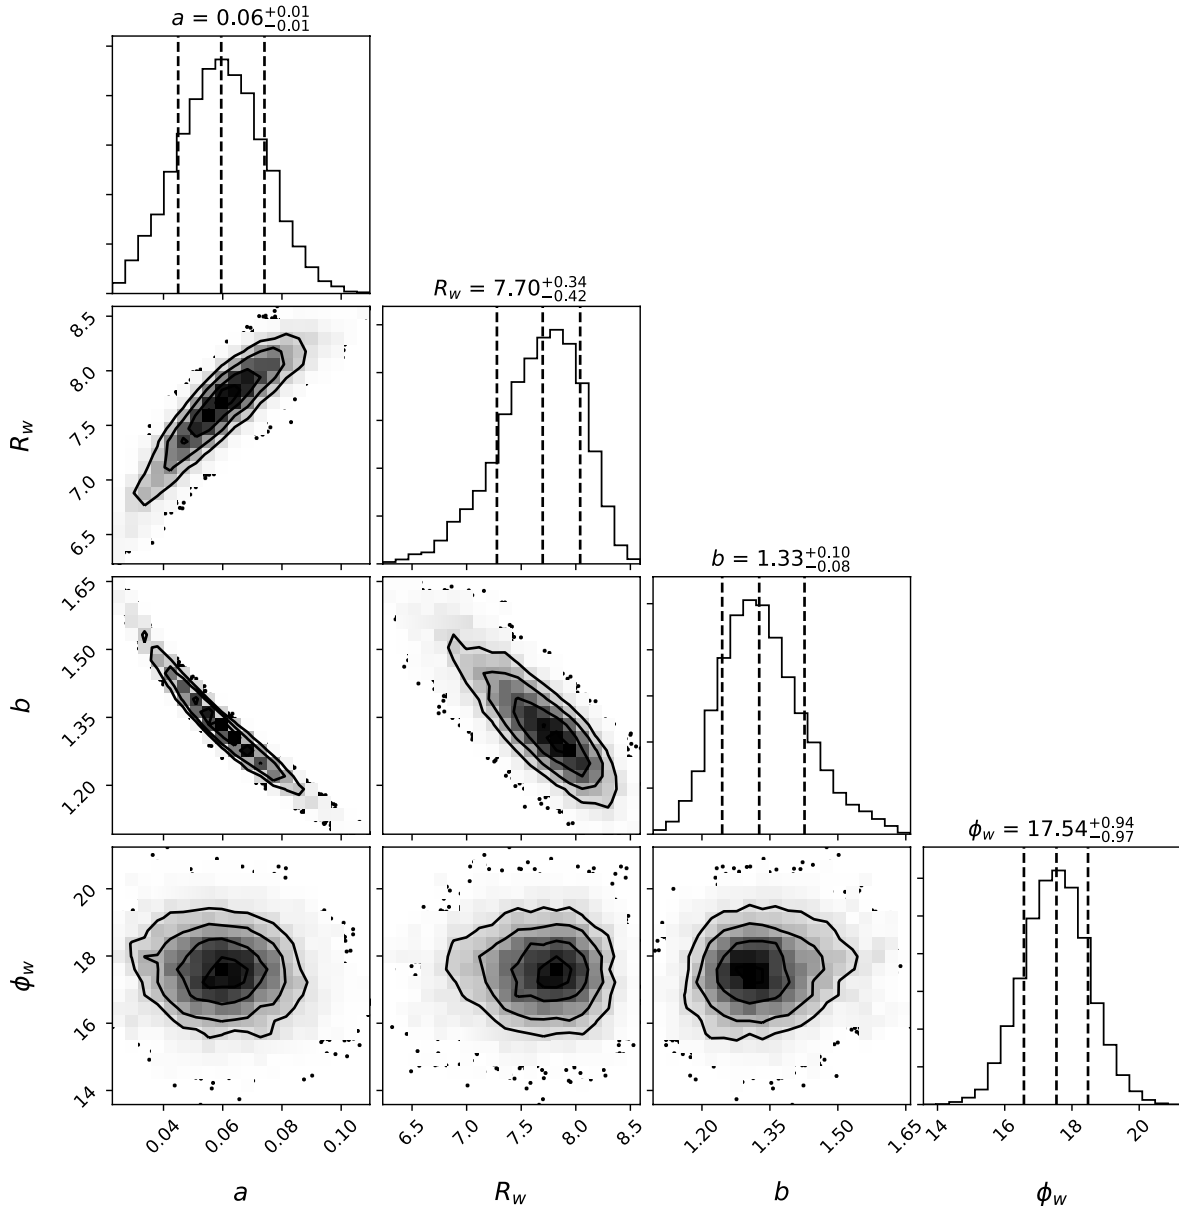 a = 0.06+0.01−0.01
R_w = 7.70+0.34−0.42
8.5
8.0
7.5
7.0
6.5
R_w
b = 1.33+0.10−0.08
1.65
1.50
1.35
1.20
b
ϕ_w = 17.54+0.94−0.97
20
18
16
14
ϕ_w
0.04 0.06 0.08 0.10 6.5 7.0 7.5 8.0 8.5 1.20 1.35 1.50 1.65 14 16 18 20
a R_w b ϕ_w